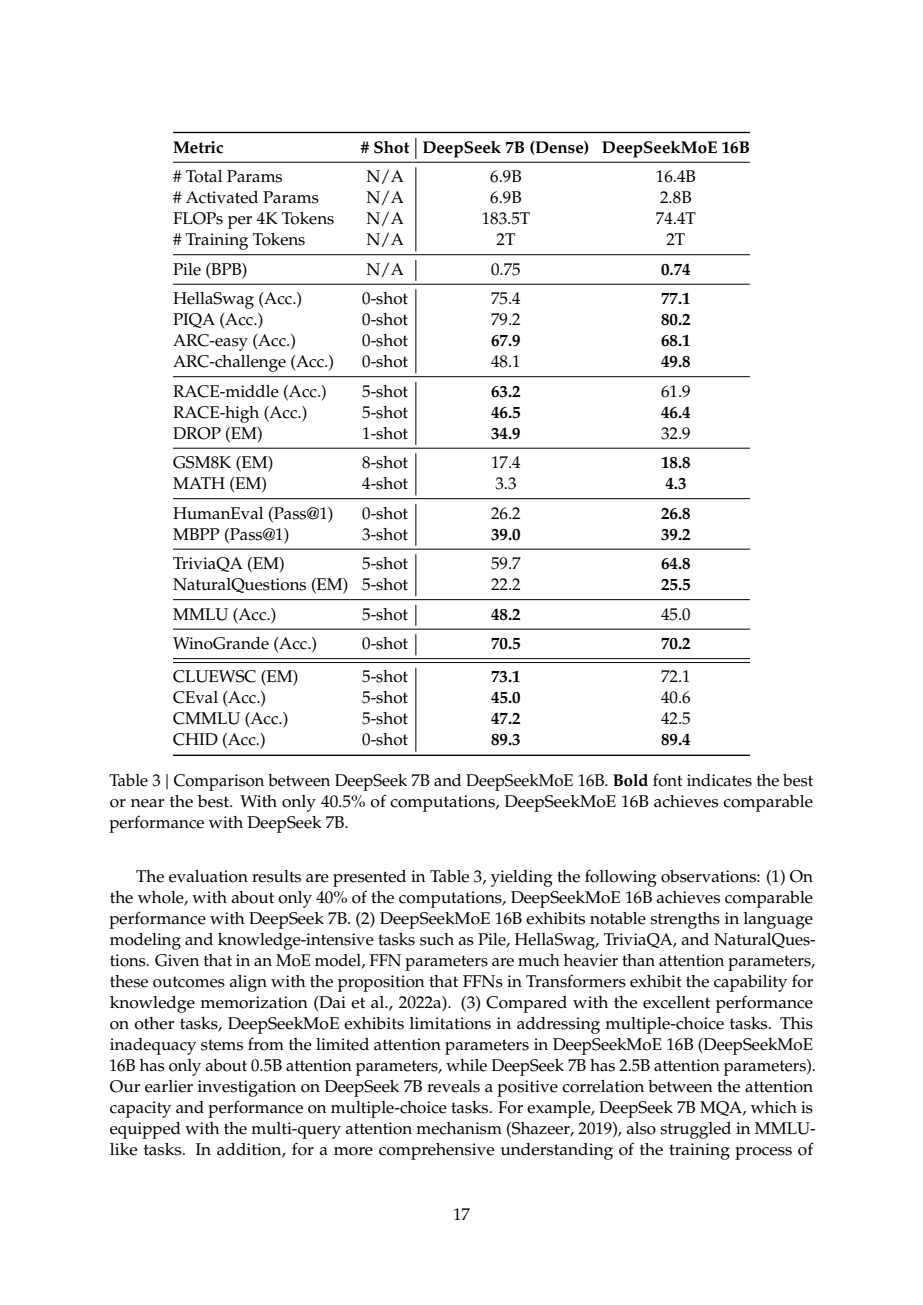 Metric # Shot DeepSeek 7B (Dense) DeepSeekMoE 16B
# Total Params N/A 6.9B 16.4B
# Activated Params N/A 6.9B 2.8B
FLOPs per 4K Tokens N/A 183.5T 74.4T
# Training Tokens N/A 2T 2T
Pile (BPB) N/A 0.75 0.74
HellaSwag (Acc.) 0-shot 75.4 77.1
PIQA (Acc.) 0-shot 79.2 80.2
ARC-easy (Acc.) 0-shot 67.9 68.1
ARC-challenge (Acc.) 0-shot 48.1 49.8
RACE-middle (Acc.) 5-shot 63.2 61.9
RACE-high (Acc.) 5-shot 46.5 46.4
DROP (EM) 1-shot 34.9 32.9
GSM8K (EM) 8-shot 17.4 18.8
MATH (EM) 4-shot 3.3 4.3
HumanEval (Pass@1) 0-shot 26.2 26.8
MBPP (Pass@1) 3-shot 39.0 39.2
TriviaQA (EM) 5-shot 59.7 64.8
NaturalQuestions (EM) 5-shot 22.2 25.5
MMLU (Acc.) 5-shot 48.2 45.0
WinoGrande (Acc.) 0-shot 70.5 70.2
CLUEWSC (EM) 5-shot 73.1 72.1
CEval (Acc.) 5-shot 45.0 40.6
CMMLU (Acc.) 5-shot 47.2 42.5
CHID (Acc.) 0-shot 89.3 89.4
Table 3 | Comparison between DeepSeek 7B and DeepSeekMoE 16B. Bold font indicates the best
or near the best. With only 40.5% of computations, DeepSeekMoE 16B achieves comparable
performance with DeepSeek 7B.
The evaluation results are presented in Table 3, yielding the following observations: (1) On
the whole, with about only 40% of the computations, DeepSeekMoE 16B achieves comparable
performance with DeepSeek 7B. (2) DeepSeekMoE 16B exhibits notable strengths in language
modeling and knowledge-intensive tasks such as Pile, HellaSwag, TriviaQA, and NaturalQues-
tions. Given that in an MoE model, FFN parameters are much heavier than attention parameters,
these outcomes align with the proposition that FFNs in Transformers exhibit the capability for
knowledge memorization (Dai et al., 2022a). (3) Compared with the excellent performance
on other tasks, DeepSeekMoE exhibits limitations in addressing multiple-choice tasks. This
inadequacy stems from the limited attention parameters in DeepSeekMoE 16B (DeepSeekMoE
16B has only about 0.5B attention parameters, while DeepSeek 7B has 2.5B attention parameters).
Our earlier investigation on DeepSeek 7B reveals a positive correlation between the attention
capacity and performance on multiple-choice tasks. For example, DeepSeek 7B MQA, which is
equipped with the multi-query attention mechanism (Shazeer, 2019), also struggled in MMLU-
like tasks. In addition, for a more comprehensive understanding of the training process of
17